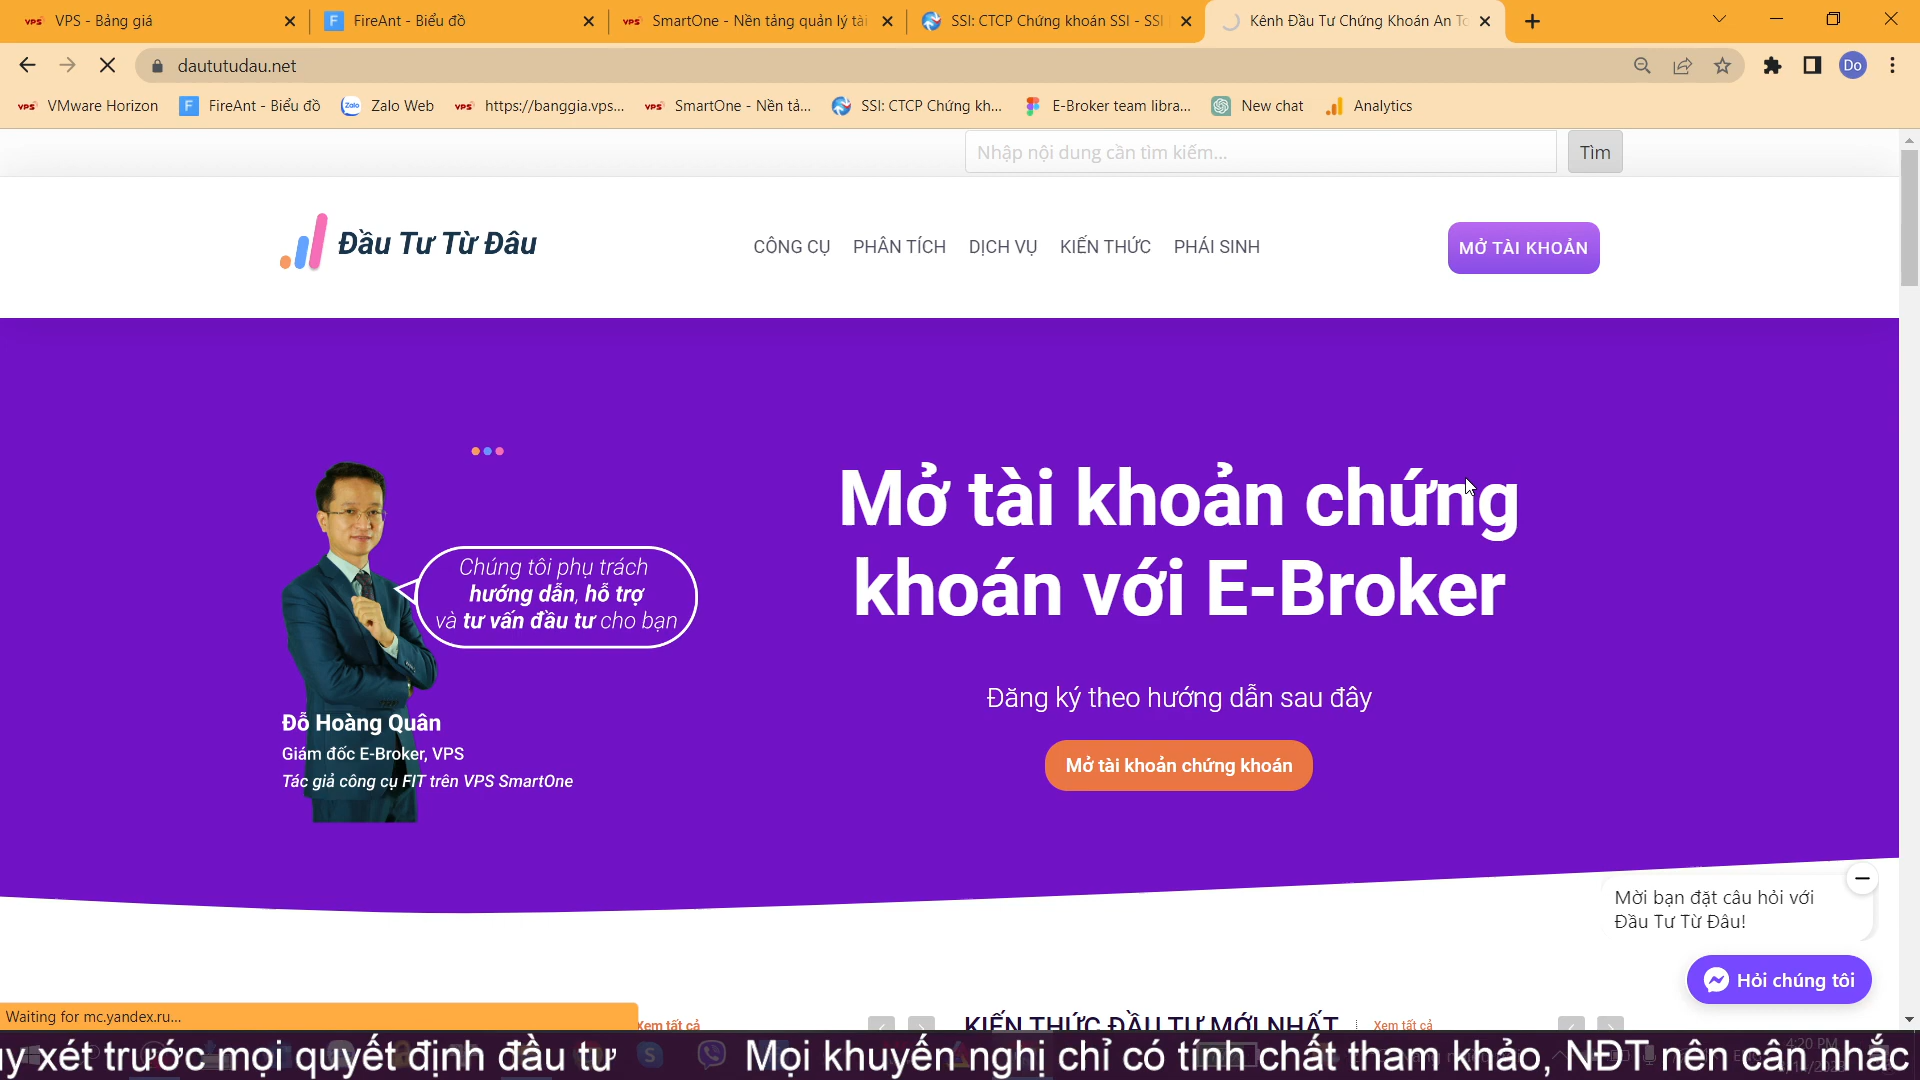 VPS - Bảng giá
FireAnt - Biểu đồ
SmartOne - Nền tảng quản lý tài
SSI: CTCP Chứng khoán SSI - SSI
Kênh Đầu Tư Chứng Khoán An To
daututudau.net
Do
VMware Horizon
FireAnt - Biểu đồ
Zalo Web
https://banggia.vps...
SmartOne - Nền tả...
SSI: CTCP Chứng kh...
E-Broker team libra...
New chat
Analytics
Nhập nội dung cần tìm kiếm...
Tìm
Đầu Tư Từ Đâu
CÔNG CỤ
PHÂN TÍCH
DỊCH VỤ
KIẾN THỨC
PHÁI SINH
MỞ TÀI KHOẢN
Mở tài khoản chứng
khoán với E-Broker
Chúng tôi phụ trách
hướng dẫn, hỗ trợ
và tư vấn đầu tư cho bạn
Đăng ký theo hướng dẫn sau đây
Đỗ Hoàng Quân
Giám đốc E-Broker, VPS
Tác giả công cụ FIT trên VPS SmartOne
Mở tài khoản chứng khoán
Mời bạn đặt câu hỏi với
Đầu Tư Từ Đâu!
Hỏi chúng tôi
Waiting for mc.yandex.ru...
Xem tất cả
KIẾN THỨC ĐẦU TƯ MỚI NHẤT
Xem tất cả
uy xét trước mọi quyết định đầu tư
Mọi khuyến nghị chỉ có tính chất tham khảo, NĐT nên cân nhắc
4:20 PM